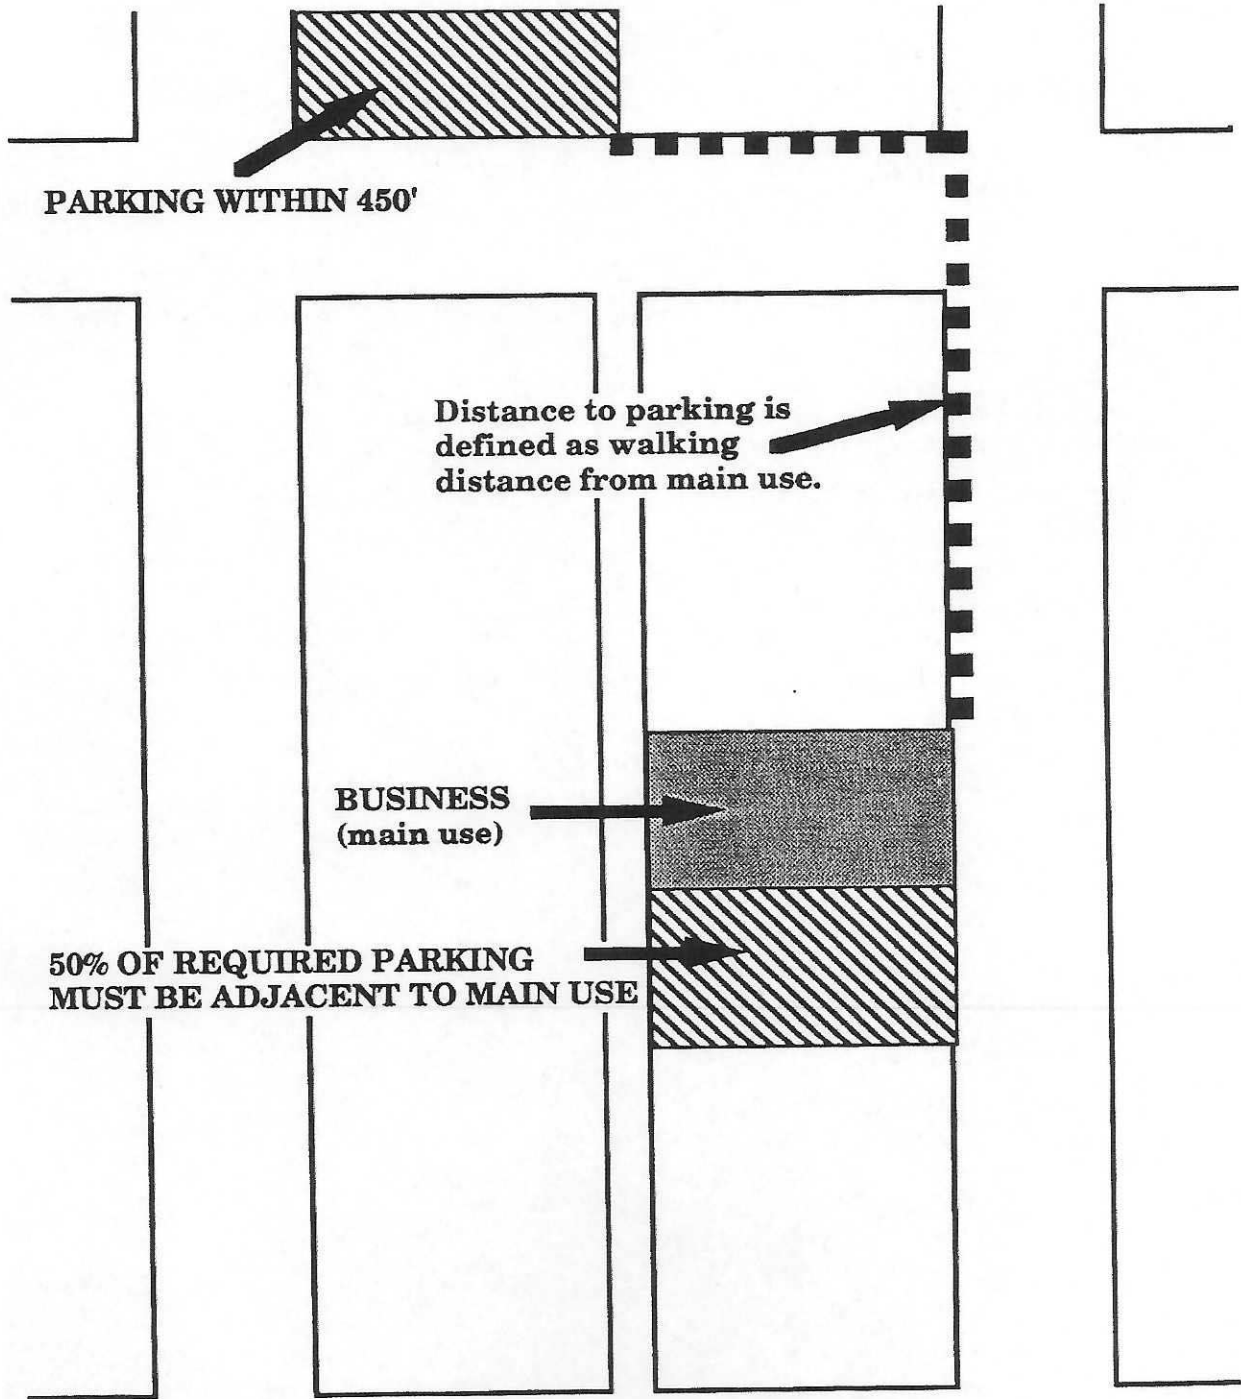 PARKING WITHIN 450'
Distance to parking is
defined as walking
distance from main use.
BUSINESS
(main use)
50% OF REQUIRED PARKING
MUST BE ADJACENT TO MAIN USE